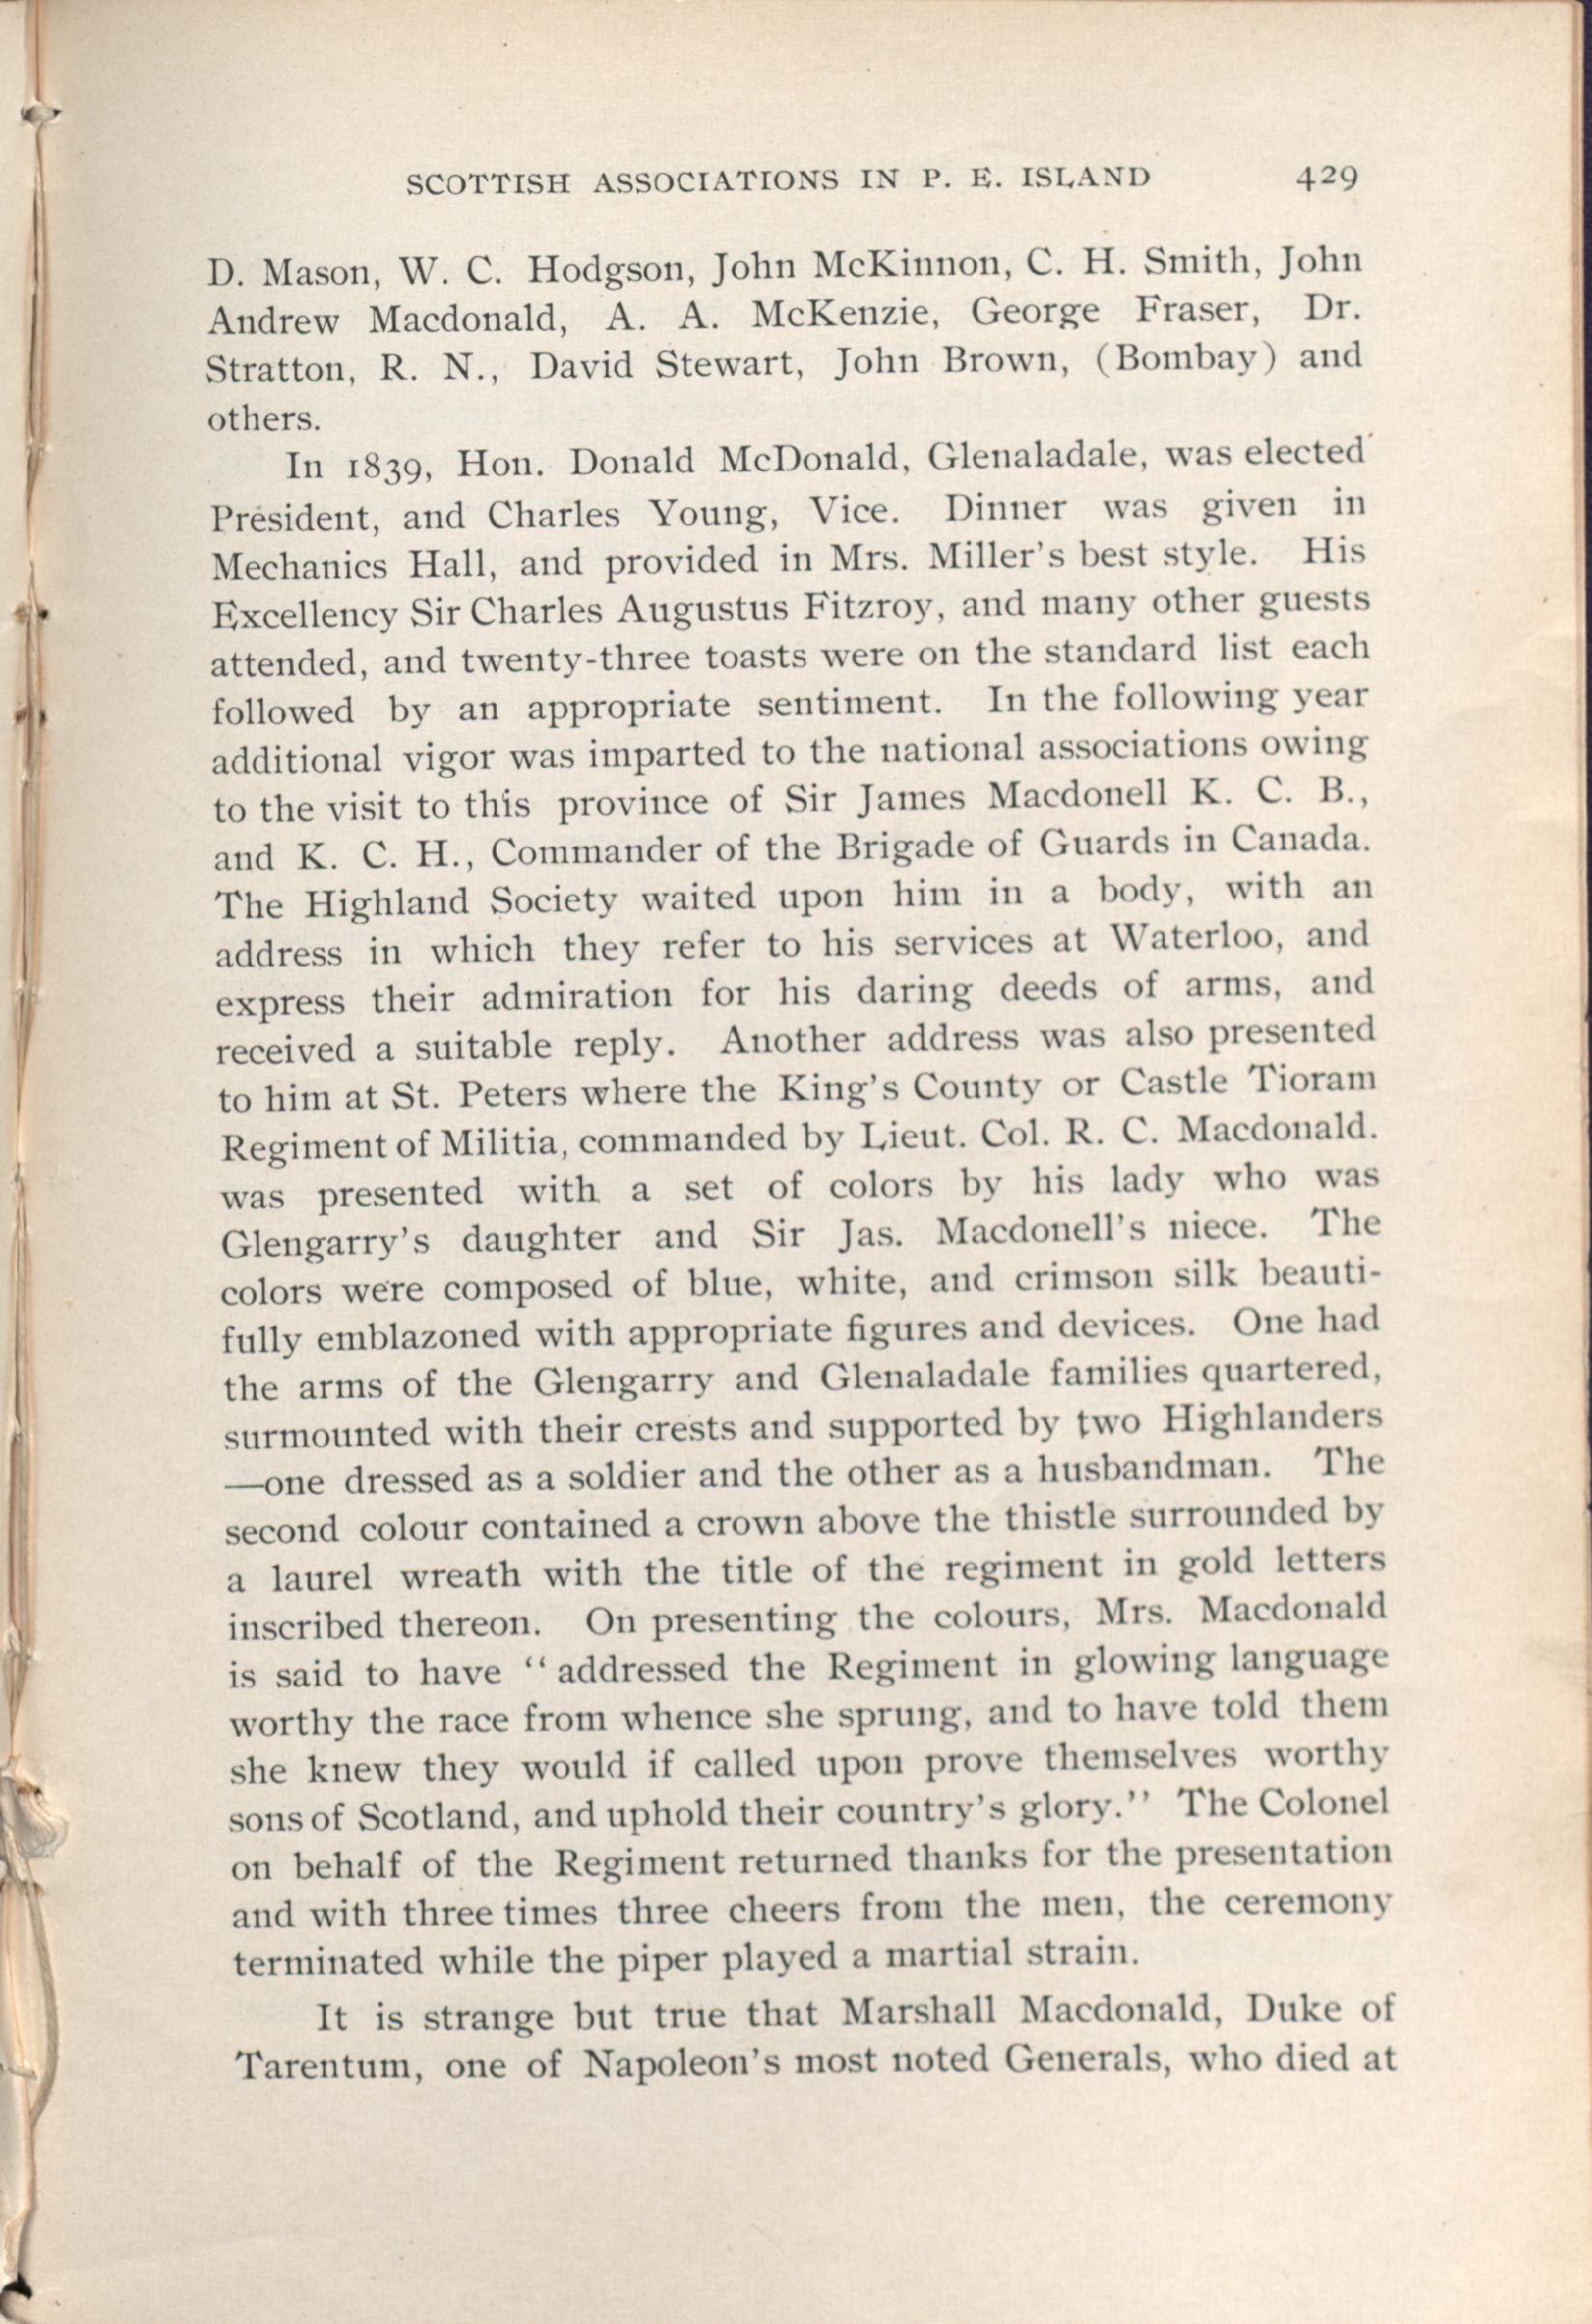 SCOTTISH ASSOCIATIONS IN P. E. ISLAND 429
D. Mason, W. C. Hodgson, John McKinnon, C. H. Smith, John
Andrew Macdonald, A. A. McKenzie, George Fraser, Dr.
Stratton, R. N., David Stewart, John Brown, (Bombay) and
others.
In 1839, Hon. Donald McDonald, Glenaladale, was elected
President, and Charles Young, Vice. Dinner was given in
Mechanics Hall, and provided in Mrs. Miller's best style. His
Excellency Sir Charles Augustus Fitzroy, and many other guests
attended, and twenty-three toasts were on the standard list each
followed by an appropriate sentiment. In the following year
additional vigor was imparted to the national associations owing
to the visit to this province of Sir James Macdonell K. C. B.,
and K. C. H., Commander of the Brigade of Guards in Canada.
The Highland Society waited upon him in a body, with an
address in which they refer to his services at Waterloo, and
express their admiration for his daring deeds of arms, and
received a suitable reply. Another address was also presented
to him at St. Peters where the King's County or Castle Tioram
Regiment of Militia, commanded by Lieut. Col. R. C. Macdonald.
was presented with a set of colors by his lady who was
Glengarry's daughter and Sir Jas. Macdonell's niece. The
colors were composed of blue, white, and crimson silk beauti-
fully emblazoned with appropriate figures and devices. One had
the arms of the Glengarry and Glenaladale families quartered,
surmounted with their crests and supported by two Highlanders
—one dressed as a soldier and the other as a husbandman. The
second colour contained a crown above the thistle surrounded by
a laurel wreath with the title of the regiment in gold letters
inscribed thereon. On presenting the colours, Mrs. Macdonald
is said to have "addressed the Regiment in glowing language
worthy the race from whence she sprung, and to have told them
she knew they would if called upon prove themselves worthy
sons of Scotland, and uphold their country's glory." The Colonel
on behalf of the Regiment returned thanks for the presentation
and with three times three cheers from the men, the ceremony
terminated while the piper played a martial strain.
It is strange but true that Marshall Macdonald, Duke of
Tarentum, one of Napoleon's most noted Generals, who died at